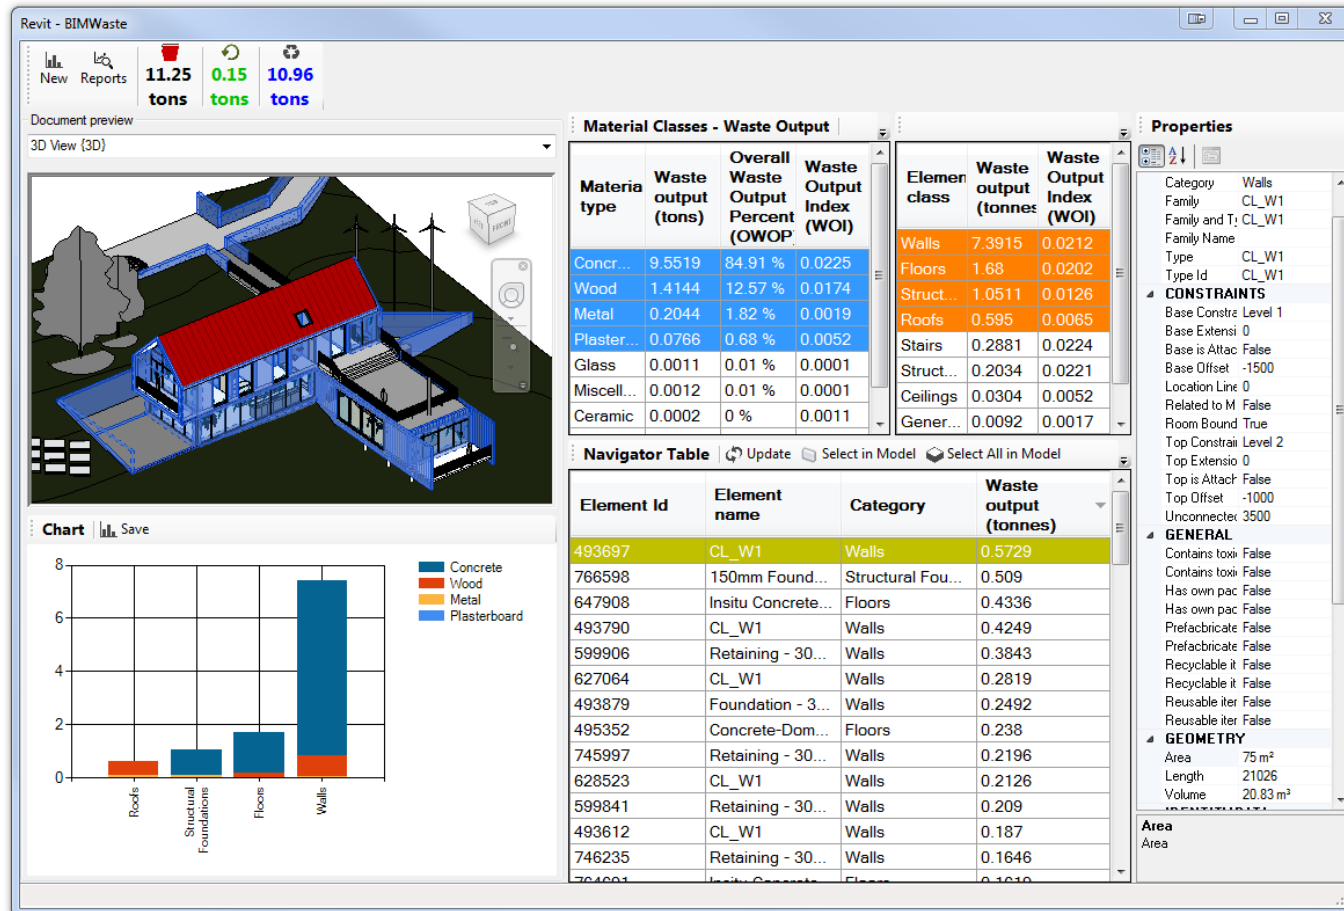 Revit - BIMWaste
New Reports
11.25 tons
0.15 tons
10.96 tons
Document preview
3D View {3D}
TOP
FRONT
Chart Save
8
6
4
2
0
Roofs
Structural Foundations
Floors
Walls
Concrete
Wood
Metal
Plasterboard
Material Classes - Waste Output
Materia type Waste output (tons) Overall Waste Output Percent (OWOP Waste Output Index (WOI)
Concr... 9.5519 84.91 % 0.0225
Wood 1.4144 12.57 % 0.0174
Metal 0.2044 1.82 % 0.0019
Plaster... 0.0766 0.68 % 0.0052
Glass 0.0011 0.01 % 0.0001
Miscell... 0.0012 0.01 % 0.0001
Ceramic 0.0002 0 % 0.0011
Elemen class Waste output (tonnes Waste Output Index (WOI)
Walls 7.3915 0.0212
Floors 1.68 0.0202
Struct... 1.0511 0.0126
Roofs 0.595 0.0065
Stairs 0.2881 0.0224
Struct... 0.2034 0.0221
Ceilings 0.0304 0.0052
Gener... 0.0092 0.0017
Navigator Table Update Select in Model Select All in Model
Element Id Element name Category Waste output (tonnes)
493697 CL_W1 Walls 0.5729
766598 150mm Found... Structural Fou... 0.509
647908 Insitu Concrete... Floors 0.4336
493790 CL_W1 Walls 0.4249
599906 Retaining - 30... Walls 0.3843
627064 CL_W1 Walls 0.2819
493879 Foundation - 3... Walls 0.2492
495352 Concrete-Dom... Floors 0.238
745997 Retaining - 30... Walls 0.2196
628523 CL_W1 Walls 0.2126
599841 Retaining - 30... Walls 0.209
493612 CL_W1 Walls 0.187
746235 Retaining - 30... Walls 0.1646
Properties
Category Walls
Family CL_W1
Family and Ty CL_W1
Family Name
Type CL_W1
Type Id CL_W1
CONSTRAINTS
Base Constra Level 1
Base Extensi 0
Base is Attac False
Base Offset -1500
Location Line 0
Related to M False
Room Bound True
Top Constrai Level 2
Top Extensio 0
Top is Attach False
Top Offset -1000
Unconnected 3500
GENERAL
Contains toxi False
Contains toxi False
Has own pac False
Has own pac False
Prefacbricate False
Prefacbricate False
Recyclable it False
Recyclable it False
Reusable iter False
Reusable iter False
GEOMETRY
Area 75 m²
Length 21026
Volume 20.83 m³
Area
Area